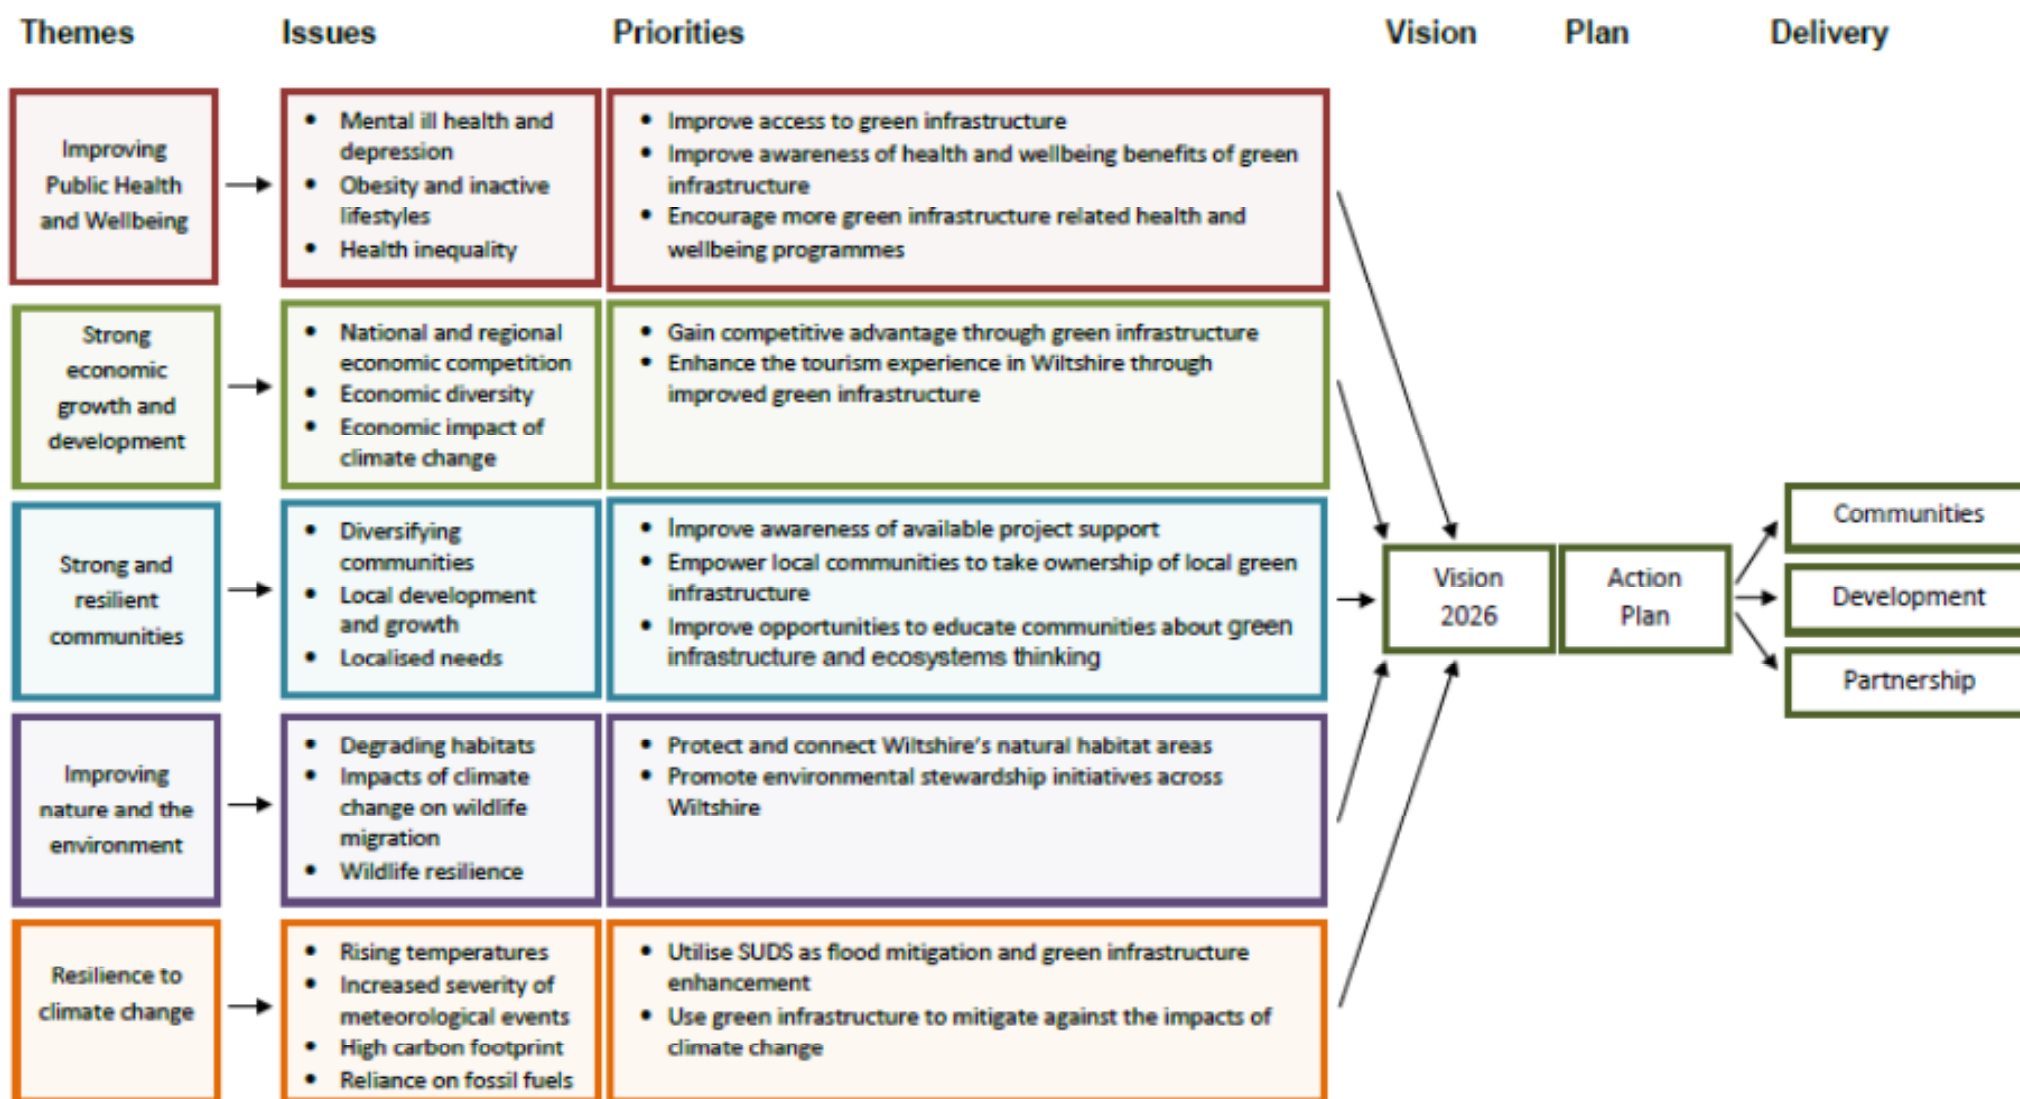 Themes Issues Priorities Vision Plan Delivery
Improving
Public Health
and Wellbeing
• Mental ill health and
depression
• Obesity and inactive
lifestyles
• Health inequality
• Improve access to green infrastructure
• Improve awareness of health and wellbeing benefits of green
infrastructure
• Encourage more green infrastructure related health and
wellbeing programmes
Strong
economic
growth and
development
• National and regional
economic competition
• Economic diversity
• Economic impact of
climate change
• Gain competitive advantage through green infrastructure
• Enhance the tourism experience in Wiltshire through
improved green infrastructure
Strong and
resilient
communities
• Diversifying
communities
• Local development
and growth
• Localised needs
• Improve awareness of available project support
• Empower local communities to take ownership of local green
infrastructure
• Improve opportunities to educate communities about green
infrastructure and ecosystems thinking
Improving
nature and the
environment
• Degrading habitats
• Impacts of climate
change on wildlife
migration
• Wildlife resilience
• Protect and connect Wiltshire's natural habitat areas
• Promote environmental stewardship initiatives across
Wiltshire
Resilience to
climate change
• Rising temperatures
• Increased severity of
meteorological events
• High carbon footprint
• Reliance on fossil fuels
• Utilise SUDS as flood mitigation and green infrastructure
enhancement
• Use green infrastructure to mitigate against the impacts of
climate change
Vision
2026
Action
Plan
Communities
Development
Partnership